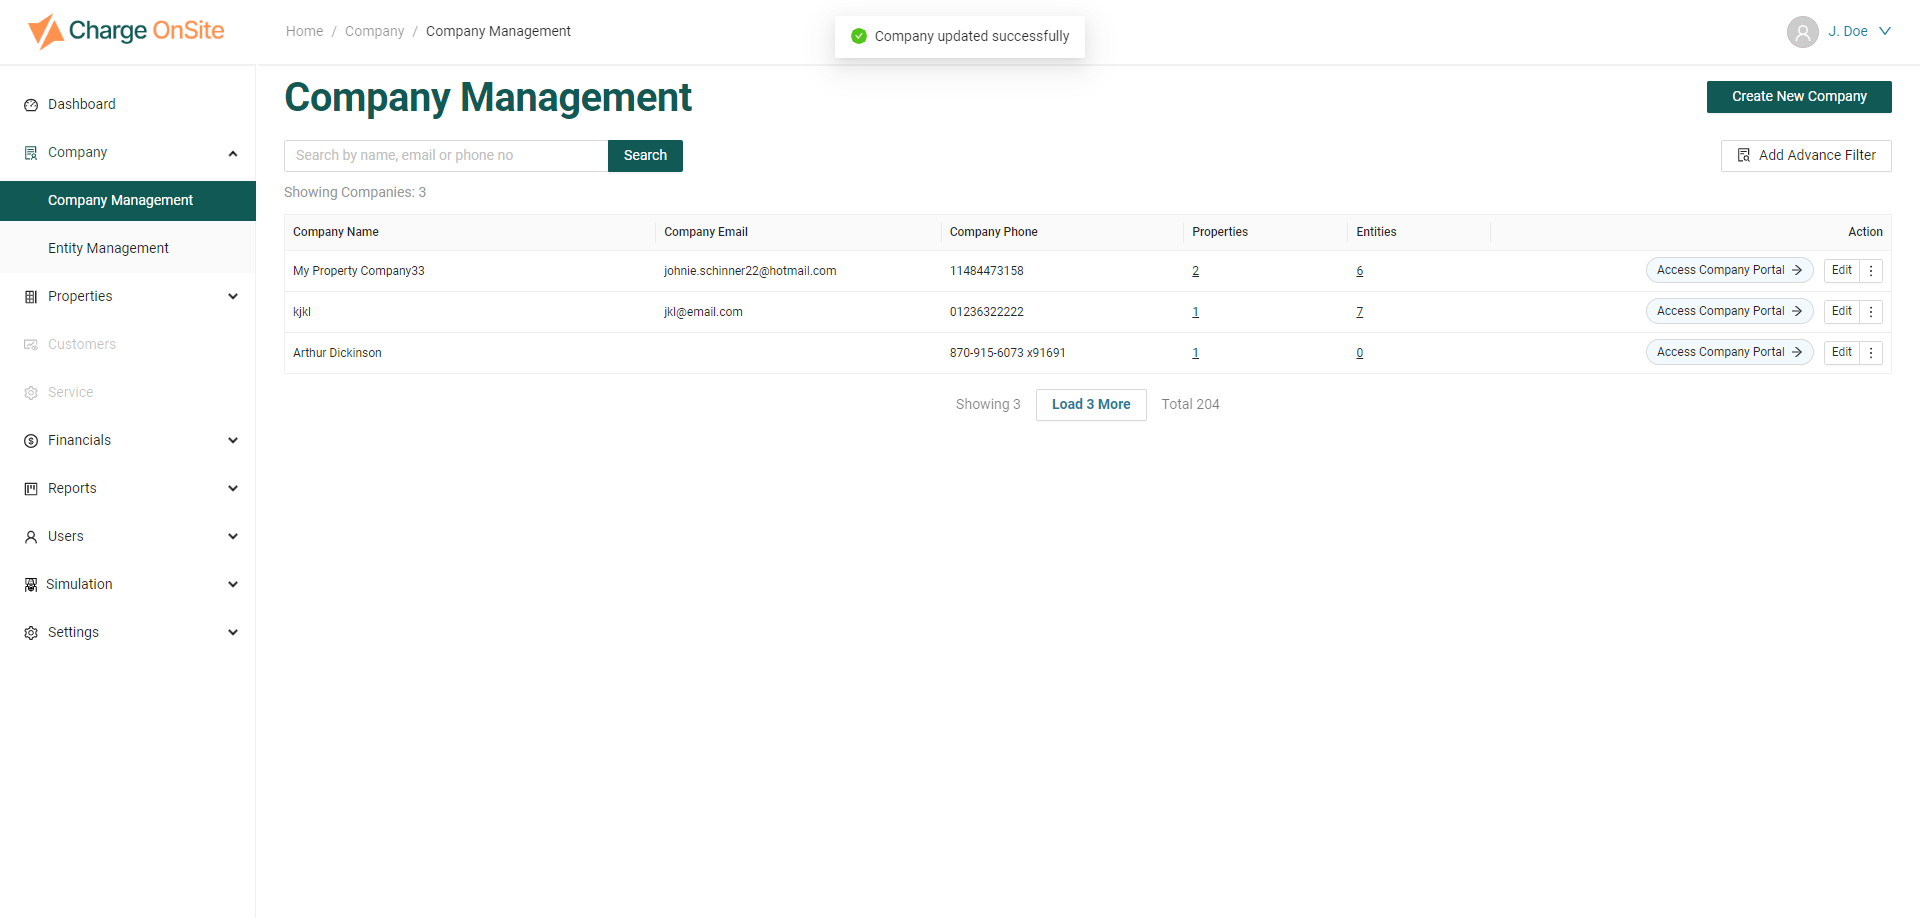 Charge OnSite
Home / Company / Company Management
Company updated successfully
J. Doe
Dashboard
Company
Company Management
Entity Management
Properties
Customers
Service
Financials
Reports
Users
Simulation
Settings
Company Management
Create New Company
Search by name, email or phone no
Search
Add Advance Filter
Showing Companies: 3
Company Name Company Email Company Phone Properties Entities Action
My Property Company33 johnie.schinner22@hotmail.com 11484473158 2 6 Access Company Portal Edit
kjkl jkl@email.com 01236322222 1 7 Access Company Portal Edit
Arthur Dickinson 870-915-6073 x91691 1 0 Access Company Portal Edit
Showing 3 Load 3 More Total 204